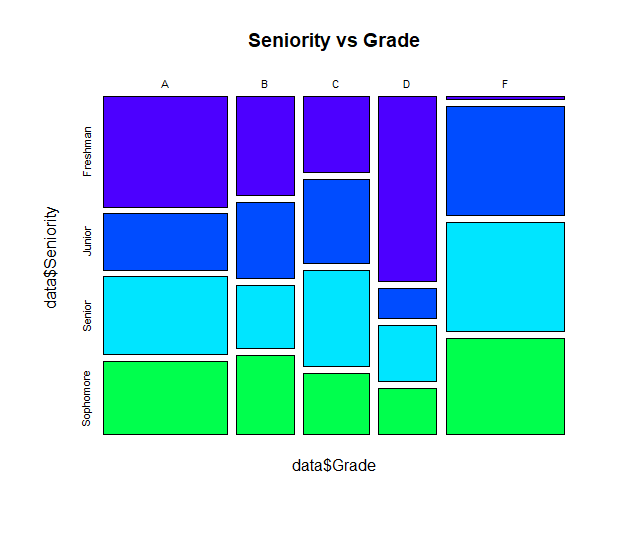 Seniority vs Grade
A B C D F
Freshman
Junior
Senior
Sophomore
data$Seniority
data$Grade